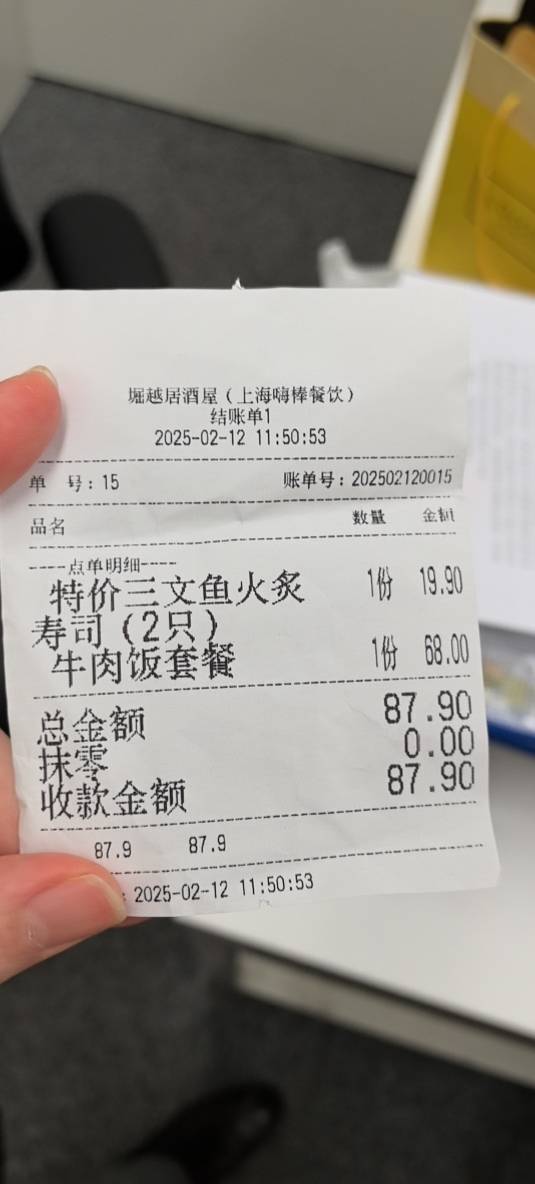 堀越居酒屋（上海嗨棒餐饮）
结账单1
2025-02-12 11:50:53
单 号：15 账单号：202502120015
品名 数量 金额
-----点单明细-----
特价三文鱼火炙 1份 19.90
寿司（2只）
牛肉饭套餐 1份 68.00
总金额 87.90
抹零 0.00
收款金额 87.90
87.9 87.9
: 2025-02-12 11:50:53